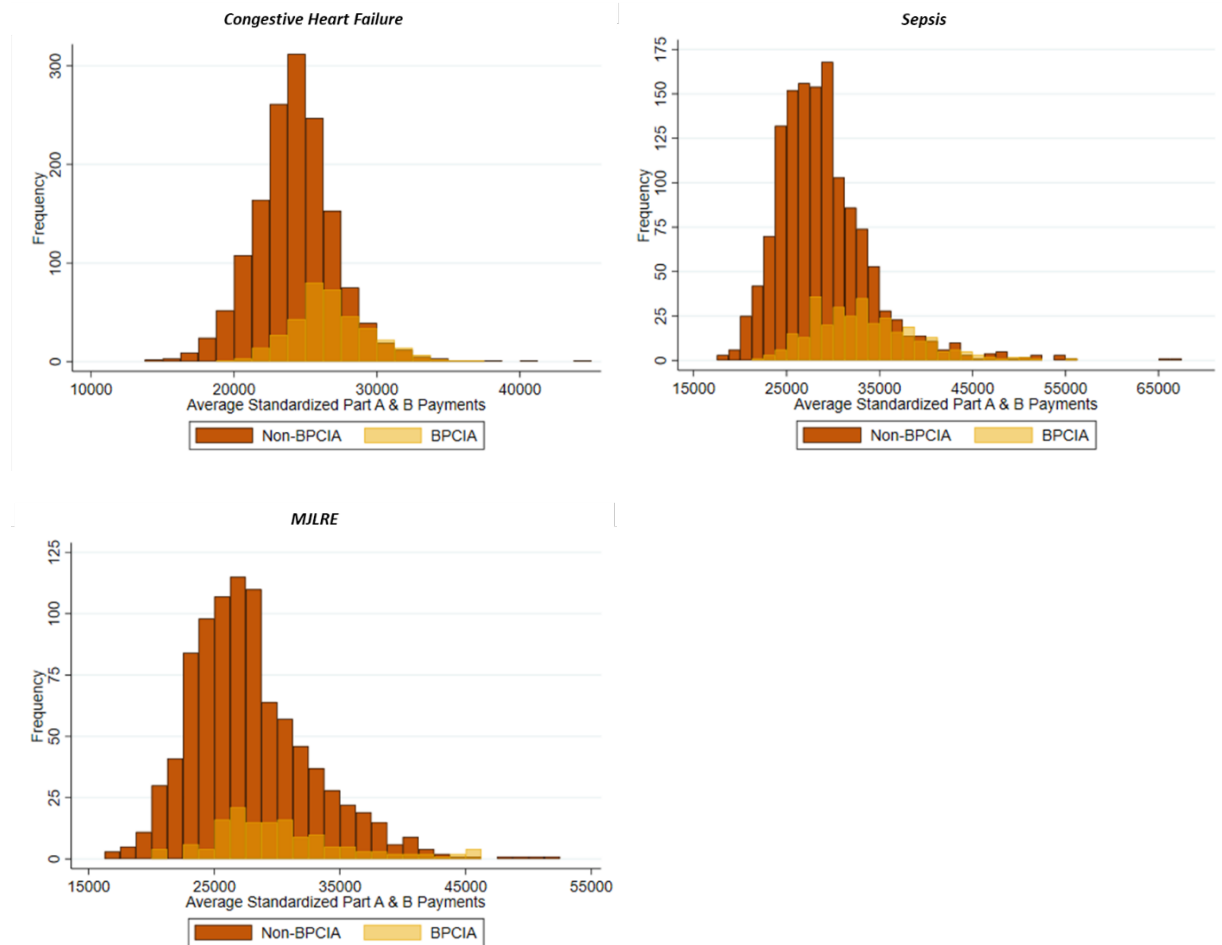 Congestive Heart Failure
300
200
100
0
Frequency
10000 20000 30000 40000
Average Standardized Part A & B Payments
Non-BPCIA BPCIA
Sepsis
175
150
125
100
75
50
25
0
Frequency
15000 25000 35000 45000 55000 65000
Average Standardized Part A & B Payments
Non-BPCIA BPCIA
MJLRE
125
100
75
50
25
0
Frequency
15000 25000 35000 45000 55000
Average Standardized Part A & B Payments
Non-BPCIA BPCIA